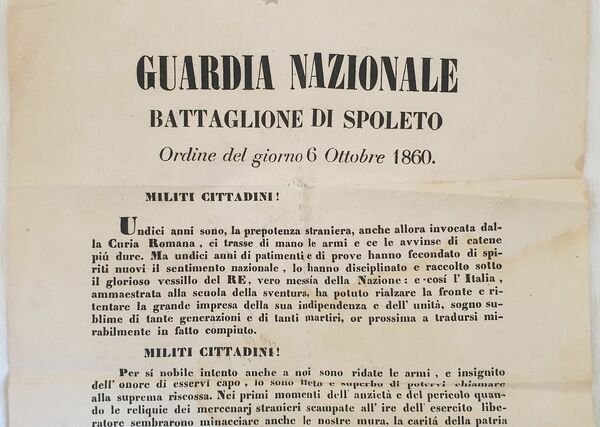 GUARDIA NAZIONALE
BATTAGLIONE DI SPOLETO
Ordine del giorno 6 Ottobre 1860.
MILITI CITTADINI!
Undici anni sono, la prepotenza straniera, anche allora invocata dal-
la Curia Romana, ci trasse di mano le armi e ce le avvinse di catene
piú dure. Ma undici anni di patimenti e di prove hanno fecondato di spi-
riti nuovi il sentimento nazionale, lo hanno disciplinato e raccolto sotto
il glorioso vessillo del RE, vero messía della Nazione: e cosí l' Italia,
ammaestrata alla scuola della sventura, ha potuto rialzare la fronte e ri-
tentare la grande impresa della sua indipendenza e dell' unità, sogno su-
blime di tante generazioni e di tanti martiri, or prossima a tradursi mi-
rabilmente in fatto compiuto.
MILITI CITTADINI!
Per sí nobile intento anche a noi sono ridate le armi, e insignito
dell' onore di esservi capo, io sono lieto e superbo di potervi chiamare
alla suprema riscossa. Nei primi momenti dell' anzietà e del pericolo quan-
do le reliquie dei mercenarj stranieri scampate all' ire dell' esercito libe-
ratore sembrarono minacciare anche le nostre mura, la caritá della patria